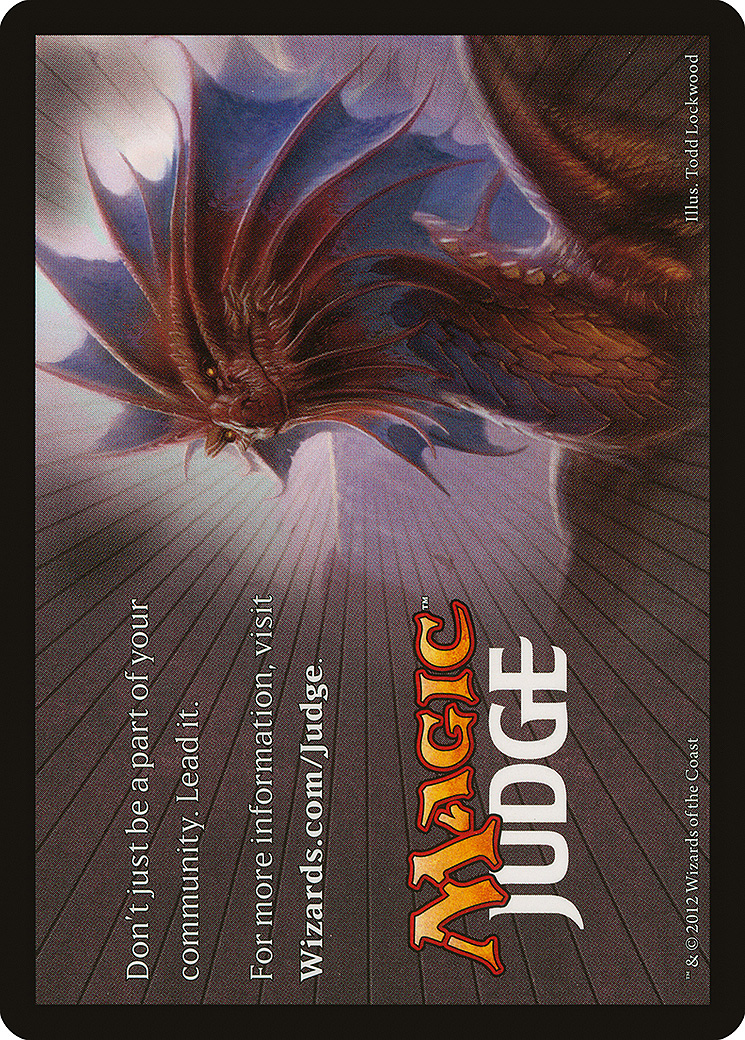 Don't just be a part of your
community. Lead it.
For more information, visit
Wizards.com/Judge.
MAGIC™
JUDGE
™ & © 2012 Wizards of the Coast
Illus. Todd Lockwood